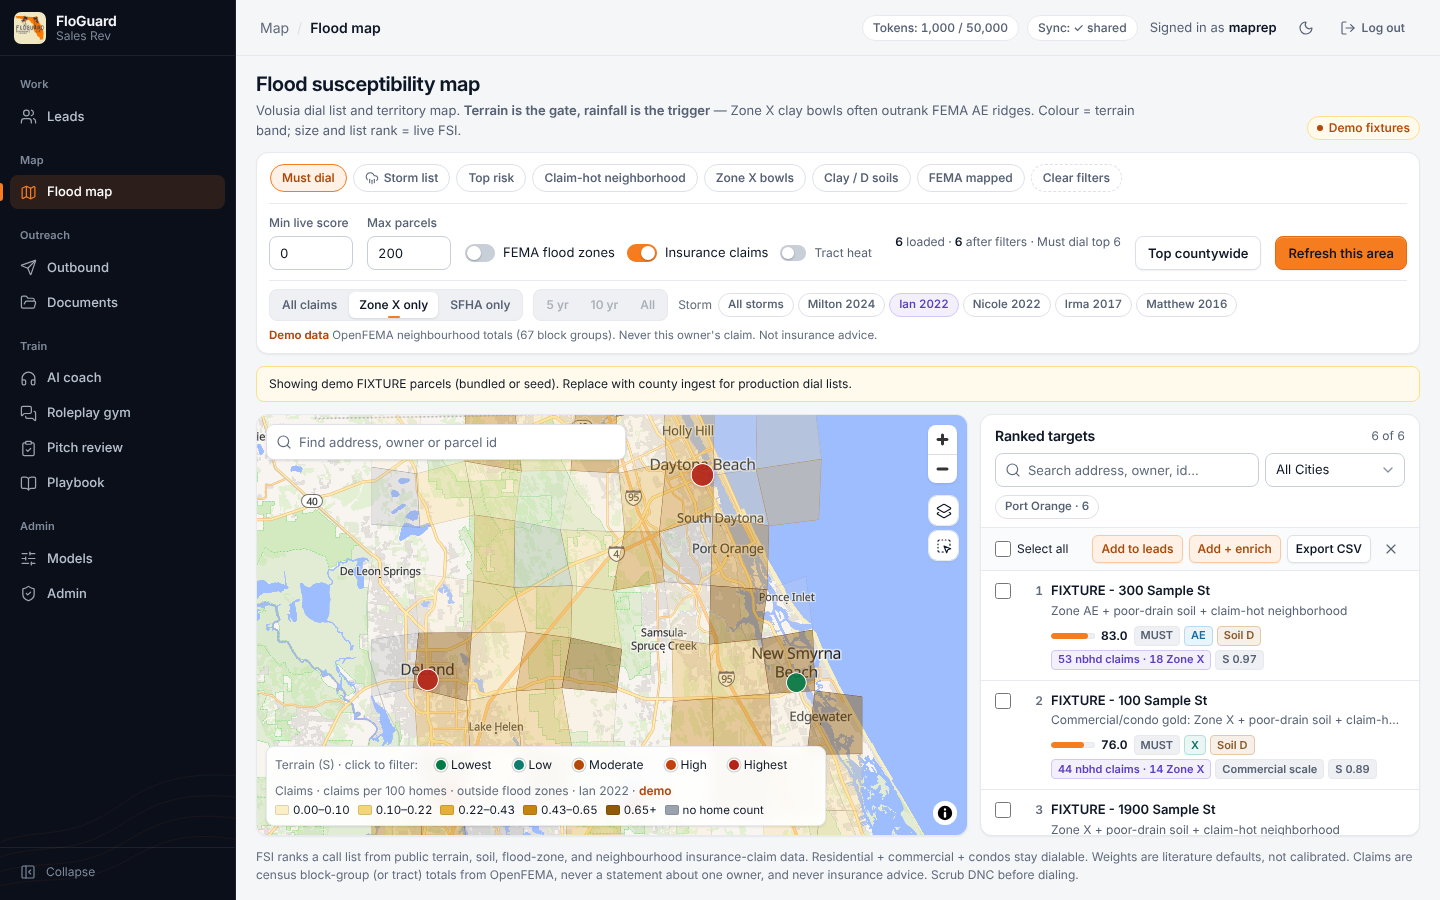 FloGuard
Sales Rev
Work
Leads
Map
Flood map
Outreach
Outbound
Documents
Train
AI coach
Roleplay gym
Pitch review
Playbook
Admin
Models
Admin
Collapse
Map / Flood map
Tokens: 1,000 / 50,000
Sync: ✓ shared
Signed in as maprep
Log out
Flood susceptibility map
Volusia dial list and territory map. Terrain is the gate, rainfall is the trigger — Zone X clay bowls often outrank FEMA AE ridges. Colour = terrain
band; size and list rank = live FSI.
Demo fixtures
Must dial
Storm list
Top risk
Claim-hot neighborhood
Zone X bowls
Clay / D soils
FEMA mapped
Clear filters
Min live score
Max parcels
0
200
FEMA flood zones
Insurance claims
Tract heat
6 loaded · 6 after filters · Must dial top 6
Top countywide
Refresh this area
All claims
Zone X only
SFHA only
5 yr
10 yr
All
Storm
All storms
Milton 2024
Ian 2022
Nicole 2022
Irma 2017
Matthew 2016
Demo data OpenFEMA neighbourhood totals (67 block groups). Never this owner's claim. Not insurance advice.
Showing demo FIXTURE parcels (bundled or seed). Replace with county ingest for production dial lists.
Find address, owner or parcel id
Holly Hill
Daytona Beach
95
40
South Daytona
Port Orange
4
De Leon Springs
Ponce Inlet
Samsula-
Spruce Creek
New Smyrna
Beach
DeLand
95
Edgewater
Lake Helen
Terrain (S) · click to filter:
Lowest
Low
Moderate
High
Highest
Claims · claims per 100 homes · outside flood zones · Ian 2022 · demo
0.00–0.10
0.10–0.22
0.22–0.43
0.43–0.65
0.65+
no home count
Ranked targets
6 of 6
Search address, owner, id...
All Cities
Port Orange · 6
Select all
Add to leads
Add + enrich
Export CSV
1 FIXTURE - 300 Sample St
Zone AE + poor-drain soil + claim-hot neighborhood
83.0 MUST AE Soil D
53 nbhd claims · 18 Zone X S 0.97
2 FIXTURE - 100 Sample St
Commercial/condo gold: Zone X + poor-drain soil + claim-h...
76.0 MUST X Soil D
44 nbhd claims · 14 Zone X Commercial scale S 0.89
3 FIXTURE - 1900 Sample St
Zone X + poor-drain soil + claim-hot neighborhood
FSI ranks a call list from public terrain, soil, flood-zone, and neighbourhood insurance-claim data. Residential + commercial + condos stay dialable. Weights are literature defaults, not calibrated. Claims are
census block-group (or tract) totals from OpenFEMA, never a statement about one owner, and never insurance advice. Scrub DNC before dialing.